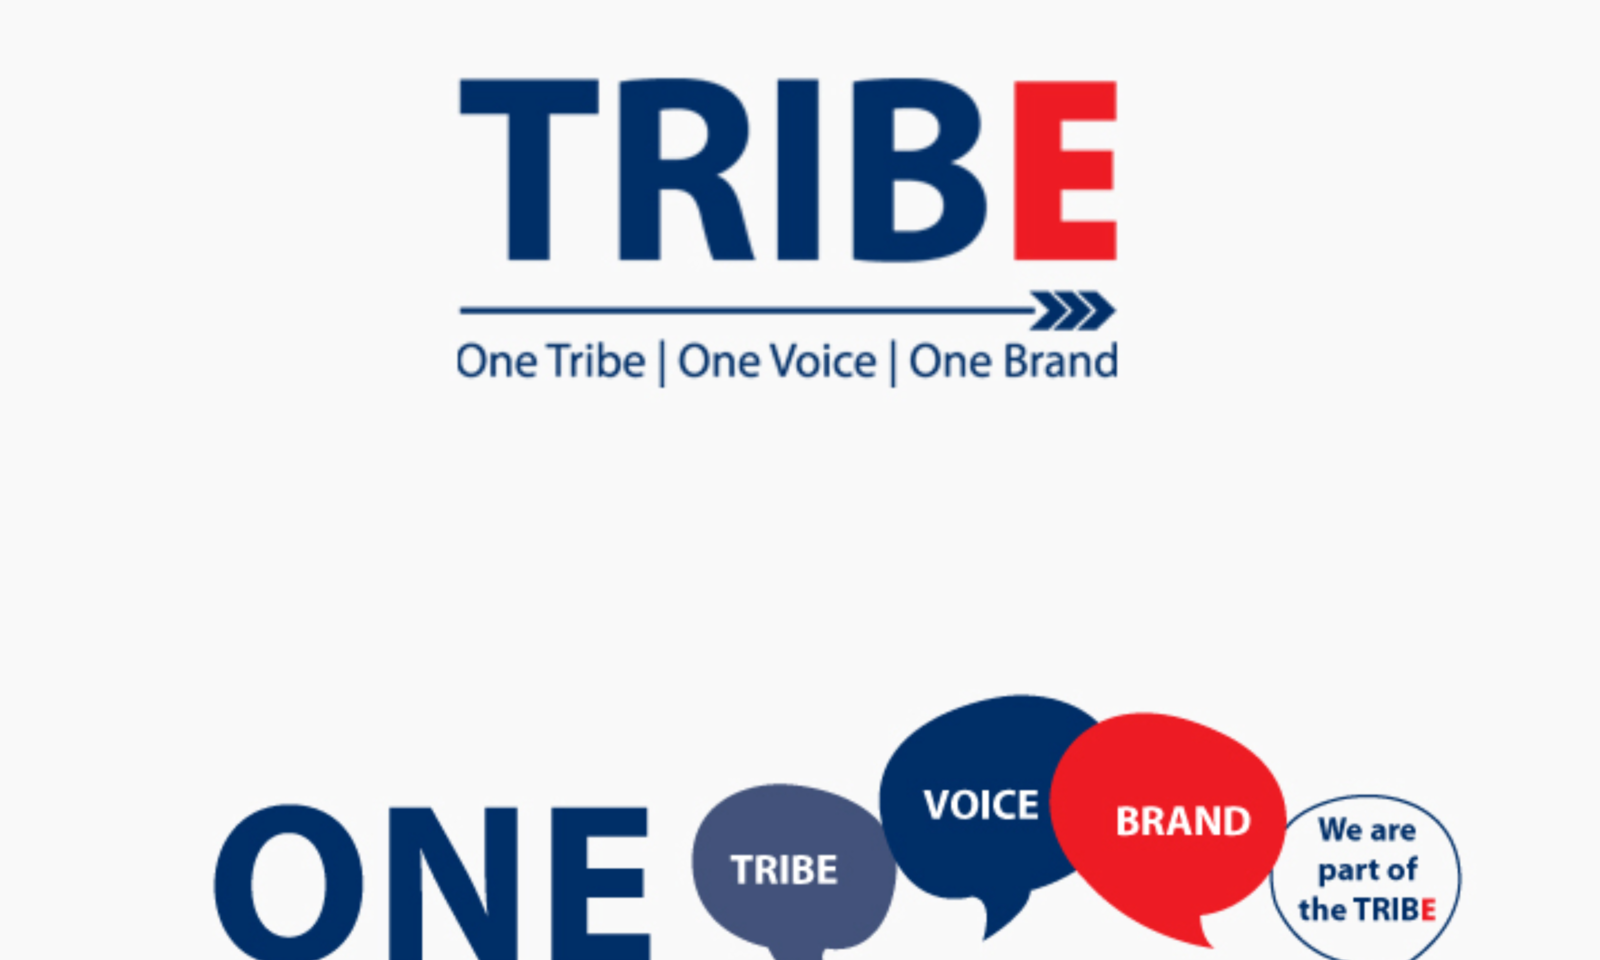 TRIBE
One Tribe | One Voice | One Brand
ONE
TRIBE
VOICE
BRAND
We are
part of
the TRIBE